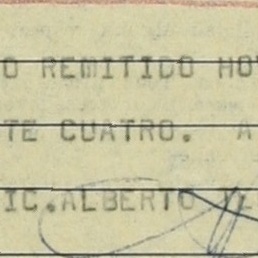 O REMITIDO HO
TE CUATRO. A
IC.ALBERTO